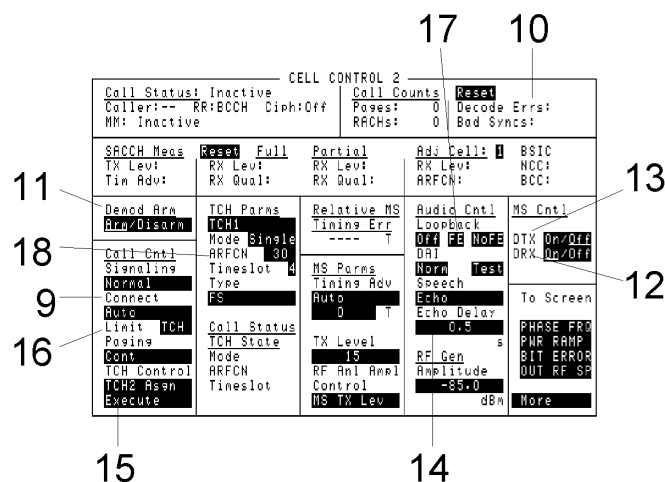 17 10
CELL CONTROL 2
Call Status: Inactive Call Counts Reset
Caller:-- RR:BCCH Ciph:Off Pages: 0 Decode Errs:
MM: Inactive RACHs: 0 Bad Syncs:
SACCH Meas Reset Full Partial Adj Cell: 1 BSIC
TX Lev: RX Lev: RX Lev: RX Lev: NCC:
Tim Adv: RX Qual: RX Qual: ARFCN: BCC:
11
Demod Arm
Arm/Disarm
Call Cntl
Signaling
Normal
9
Connect
Auto
16
Limit TCH
Paging
Cont
TCH Control
TCH2 Asgn
Execute
15
TCH Parms
TCH1
Mode Single
18
ARFCN 30
Timeslot 4
Type
FS
Call Status
TCH State
Mode
ARFCN
Timeslot
Relative MS
Timing Err
---- T
MS Parms
Timing Adv
Auto
0 T
TX Level
15
RF Anl Ampl
Control
MS TX Lev
Audio Cntl
Loopback
Off FE NoFE
DAI
Norm Test
Speech
Echo
Echo Delay
0.5
s
RF Gen
Amplitude
-85.0
dBm
14
MS Cntl
13
DTX On/Off
DRX On/Off
12
To Screen
PHASE FRQ
PWR RAMP
BIT ERROR
OUT RF SP
More